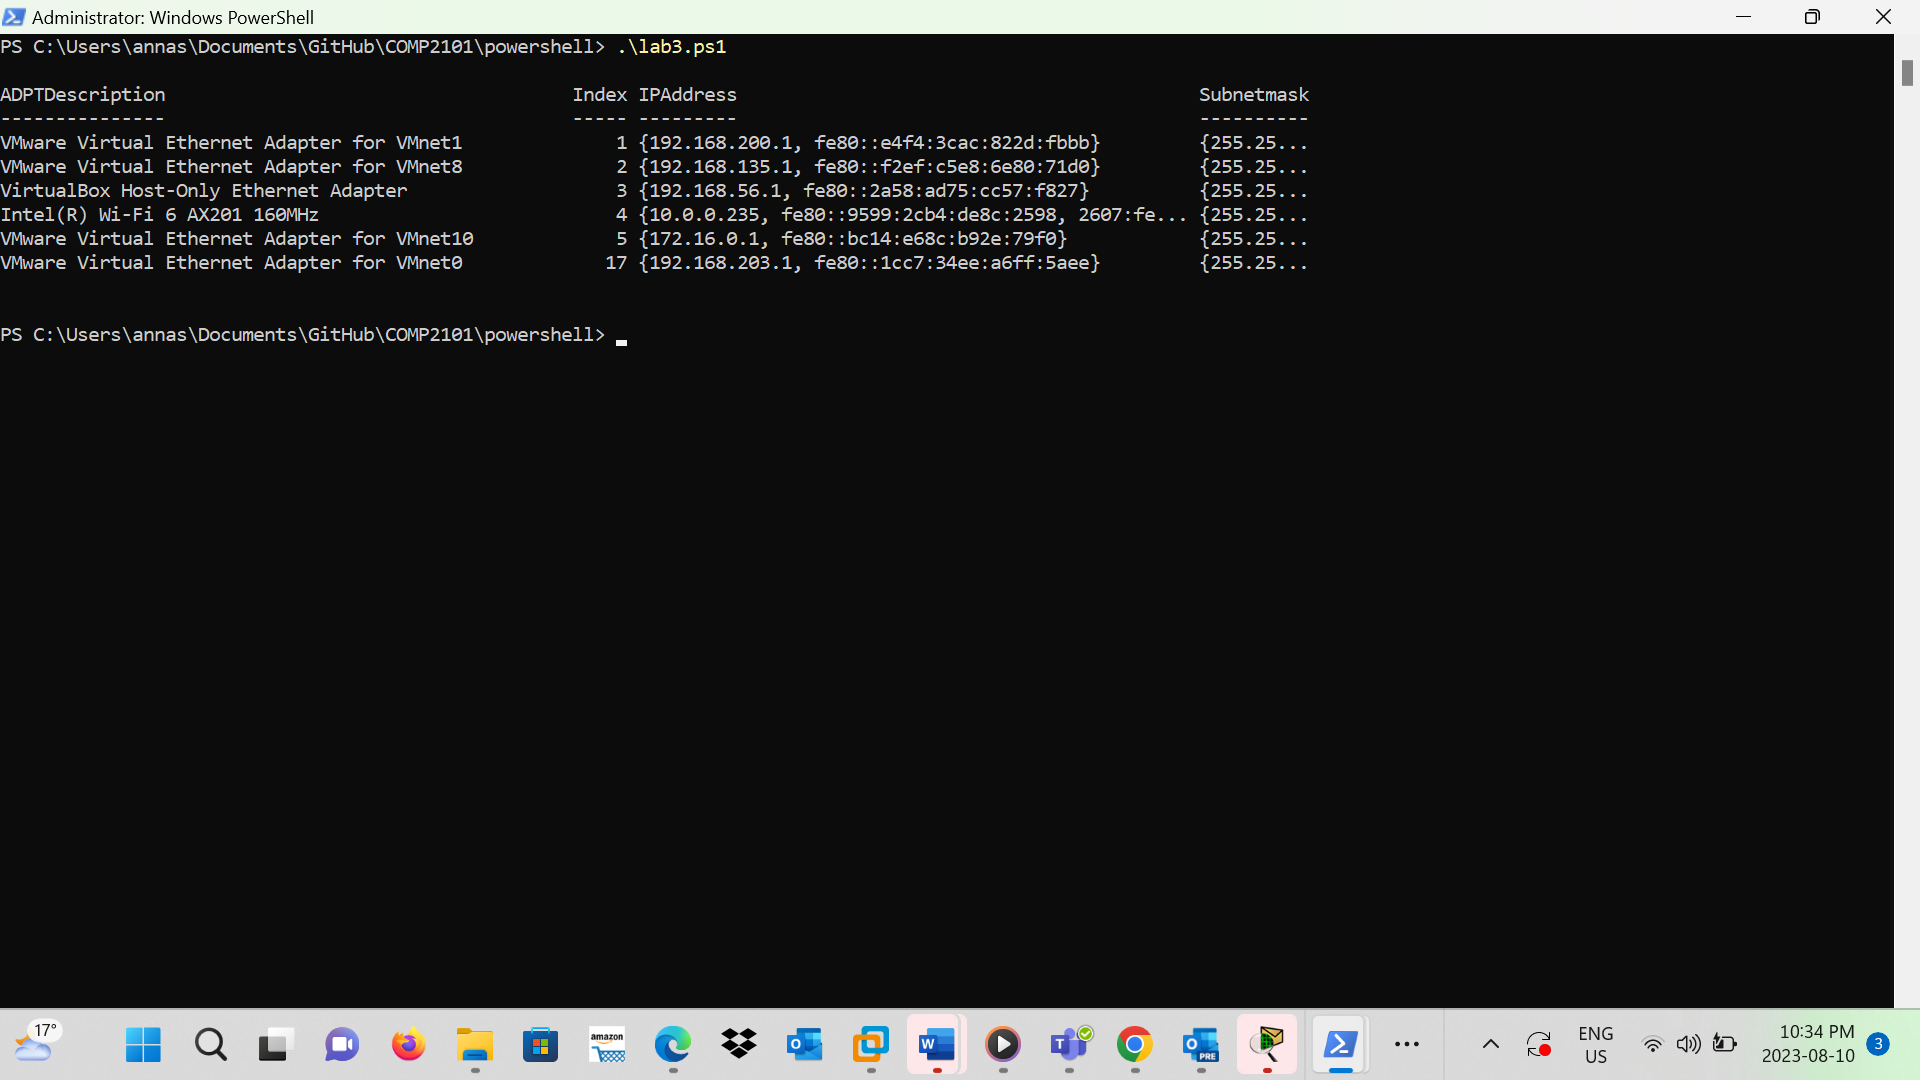 Administrator: Windows PowerShell
PS C:\Users\annas\Documents\GitHub\COMP2101\powershell> .\lab3.ps1
ADPTDescription Index IPAddress Subnetmask
--------------- ----- --------- ----------
VMware Virtual Ethernet Adapter for VMnet1 1 {192.168.200.1, fe80::e4f4:3cac:822d:fbbb} {255.25...
VMware Virtual Ethernet Adapter for VMnet8 2 {192.168.135.1, fe80::f2ef:c5e8:6e80:71d0} {255.25...
VirtualBox Host-Only Ethernet Adapter 3 {192.168.56.1, fe80::2a58:ad75:cc57:f827} {255.25...
Intel(R) Wi-Fi 6 AX201 160MHz 4 {10.0.0.235, fe80::9599:2cb4:de8c:2598, 2607:fe... {255.25...
VMware Virtual Ethernet Adapter for VMnet10 5 {172.16.0.1, fe80::bc14:e68c:b92e:79f0} {255.25...
VMware Virtual Ethernet Adapter for VMnet0 17 {192.168.203.1, fe80::1cc7:34ee:a6ff:5aee} {255.25...
PS C:\Users\annas\Documents\GitHub\COMP2101\powershell>
17°
amazon
O
W
T
O PRE
ENG
US
10:34 PM
2023-08-10
3